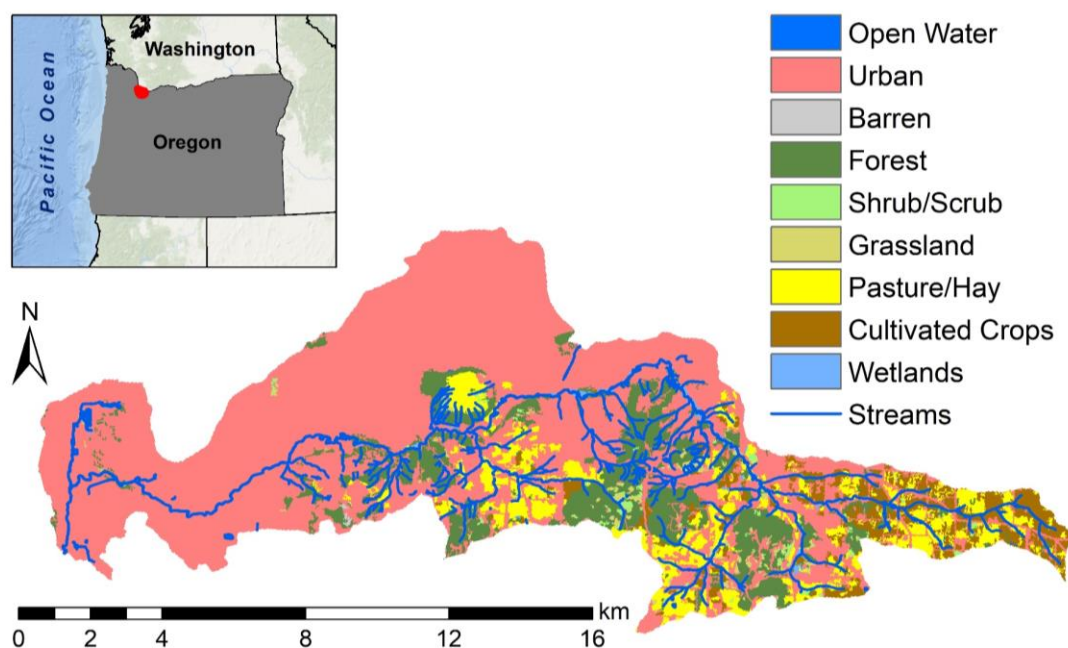 Washington
Pacific Ocean
Oregon
Open Water
Urban
Barren
Forest
Shrub/Scrub
Grassland
Pasture/Hay
Cultivated Crops
Wetlands
Streams
N
km
0 2 4 8 12 16